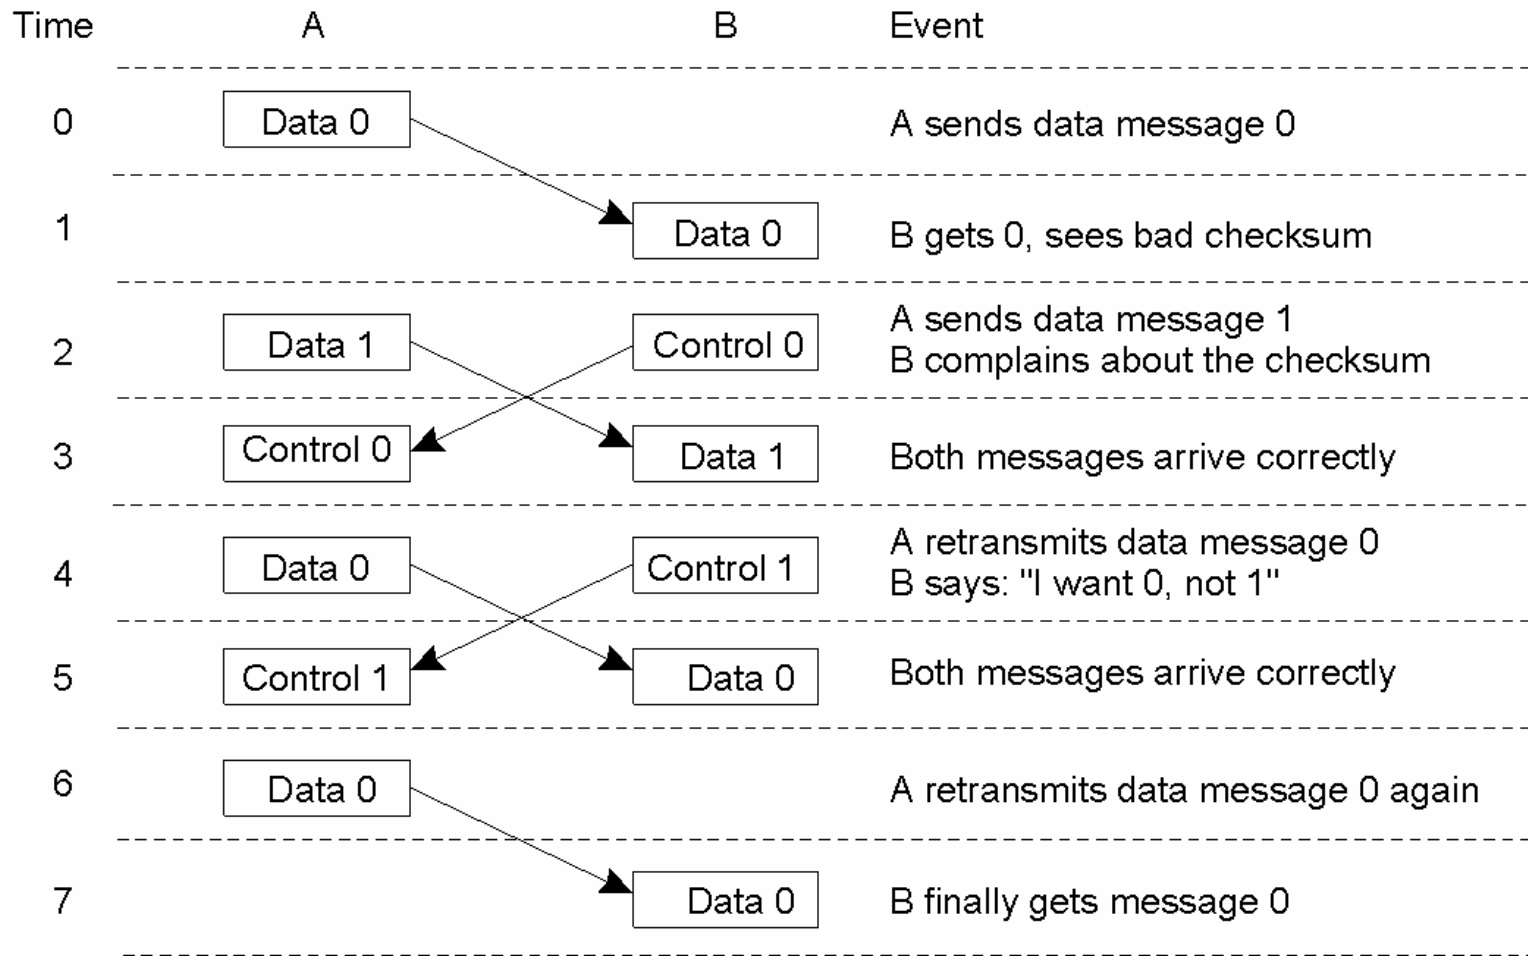 Time A B Event
0 Data 0 A sends data message 0
1 Data 0 B gets 0, sees bad checksum
2 Data 1 Control 0 A sends data message 1
B complains about the checksum
3 Control 0 Data 1 Both messages arrive correctly
4 Data 0 Control 1 A retransmits data message 0
B says: "I want 0, not 1"
5 Control 1 Data 0 Both messages arrive correctly
6 Data 0 A retransmits data message 0 again
7 Data 0 B finally gets message 0